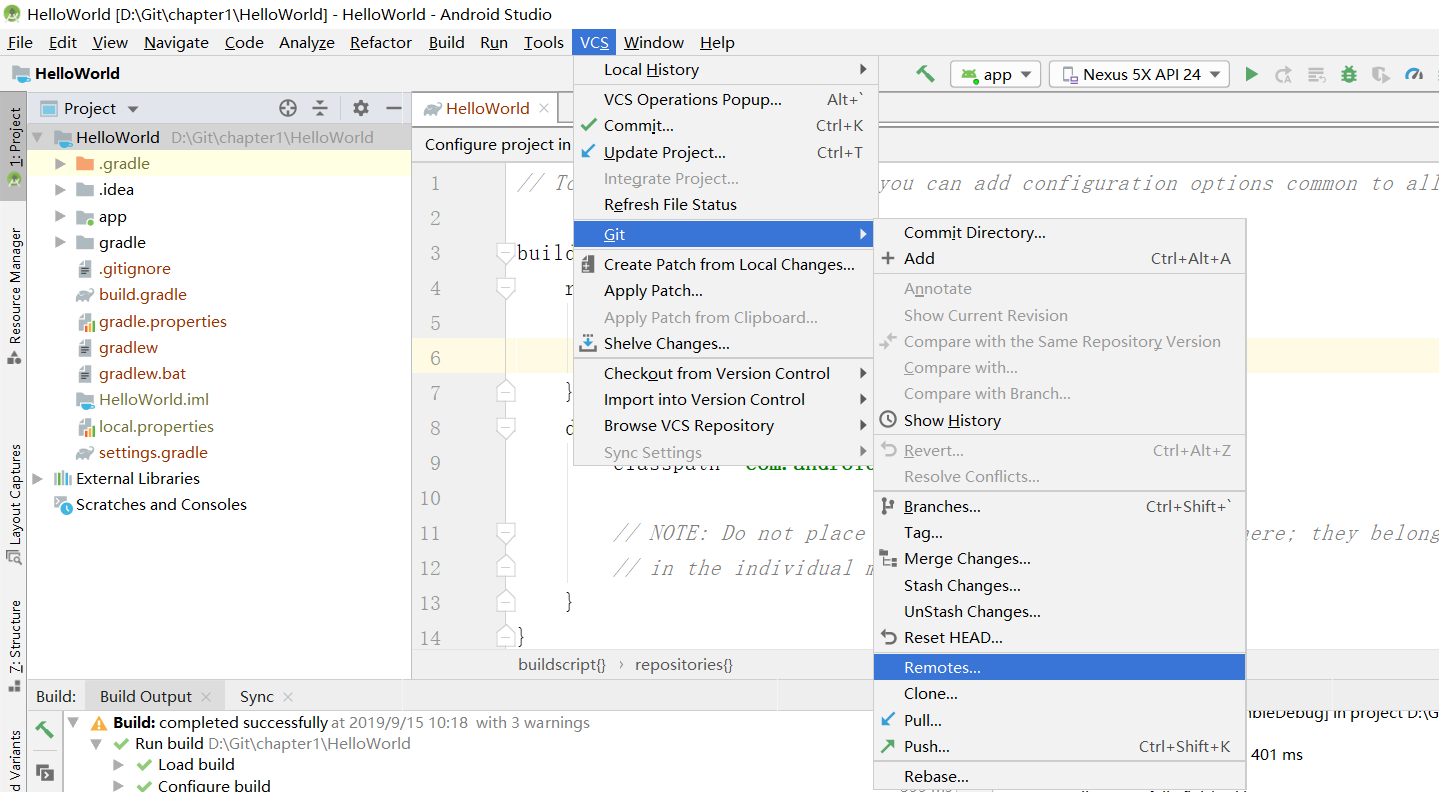 HelloWorld [D:\Git\chapter1\HelloWorld] - HelloWorld - Android Studio
File Edit View Navigate Code Analyze Refactor Build Run Tools VCS Window Help
HelloWorld
app
Nexus 5X API 24
1: Project
Resource Manager
Layout Captures
7: Structure
d Variants
Project
HelloWorld D:\Git\chapter1\HelloWorld
.gradle
.idea
app
gradle
.gitignore
build.gradle
gradle.properties
gradlew
gradlew.bat
HelloWorld.iml
local.properties
settings.gradle
External Libraries
Scratches and Consoles
HelloWorld
Configure project in
1 // To you can add configuration options common to all
2
3 build
4 r
5
6
7 }
8 d
9 classpath 'com.android
10
11 // NOTE: Do not place here; they belong
12 // in the individual m
13 }
14 }
buildscript{} › repositories{}
Local History
VCS Operations Popup... Alt+`
Commit... Ctrl+K
Update Project... Ctrl+T
Integrate Project...
Refresh File Status
Git
Create Patch from Local Changes...
Apply Patch...
Apply Patch from Clipboard...
Shelve Changes...
Checkout from Version Control
Import into Version Control
Browse VCS Repository
Sync Settings
Commit Directory...
Add Ctrl+Alt+A
Annotate
Show Current Revision
Compare with the Same Repository Version
Compare with...
Compare with Branch...
Show History
Revert... Ctrl+Alt+Z
Resolve Conflicts...
Branches... Ctrl+Shift+`
Tag...
Merge Changes...
Stash Changes...
UnStash Changes...
Reset HEAD...
Remotes...
Clone...
Pull...
Push... Ctrl+Shift+K
Rebase...
Build: Build Output Sync
Build: completed successfully at 2019/9/15 10:18 with 3 warnings
Run build D:\Git\chapter1\HelloWorld
Load build
Configure build
mbleDebug] in project D:\G
401 ms